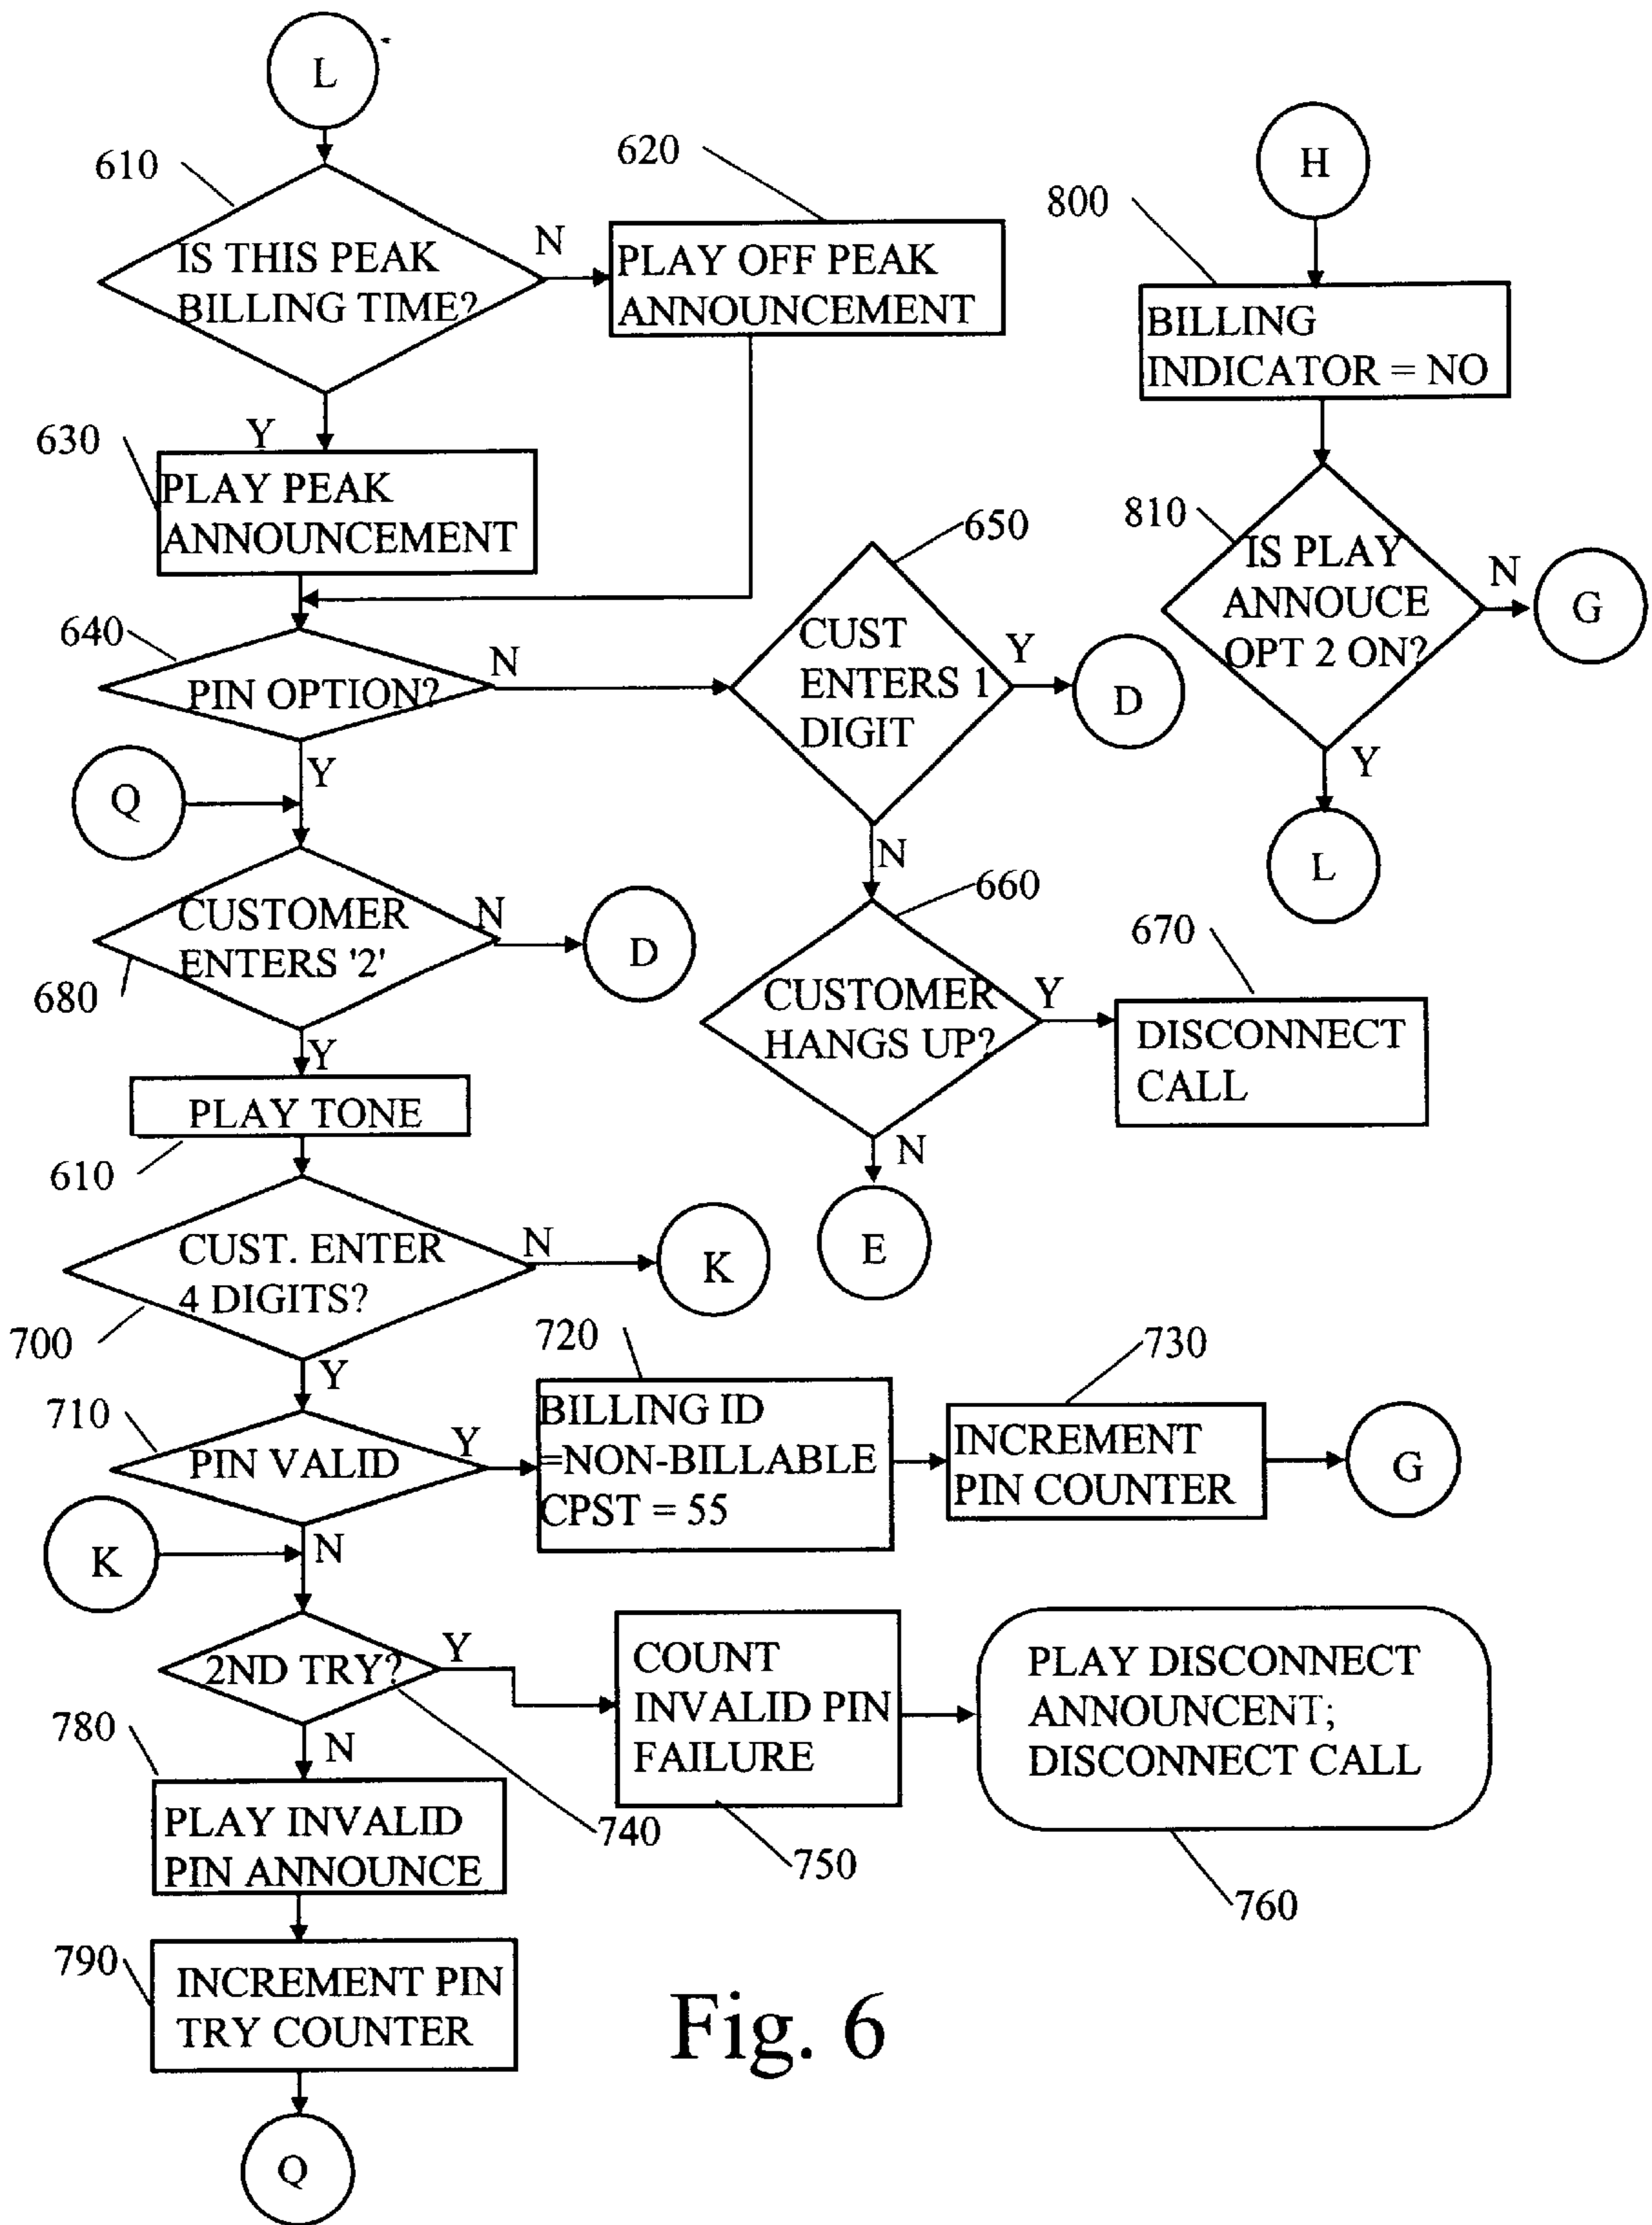 L
610
IS THIS PEAK
BILLING TIME?
N
620
PLAY OFF PEAK
ANNOUNCEMENT
Y
630
PLAY PEAK
ANNOUNCEMENT
640
PIN OPTION?
N
Y
Q
650
CUST
ENTERS 1
DIGIT
Y
D
N
660
CUSTOMER
HANGS UP?
Y
670
DISCONNECT
CALL
N
E
680
CUSTOMER
ENTERS '2'
N
D
Y
PLAY TONE
610
CUST. ENTER
4 DIGITS?
700
N
K
Y
710
PIN VALID
Y
720
BILLING ID
=NON-BILLABLE
CPST = 55
730
INCREMENT
PIN COUNTER
G
K
N
2ND TRY?
740
Y
COUNT
INVALID PIN
FAILURE
750
PLAY DISCONNECT
ANNOUNCENT;
DISCONNECT CALL
760
N
780
PLAY INVALID
PIN ANNOUNCE
790
INCREMENT PIN
TRY COUNTER
Q
H
800
BILLING
INDICATOR = NO
810
IS PLAY
ANNOUCE
OPT 2 ON?
N
G
Y
L
Fig. 6